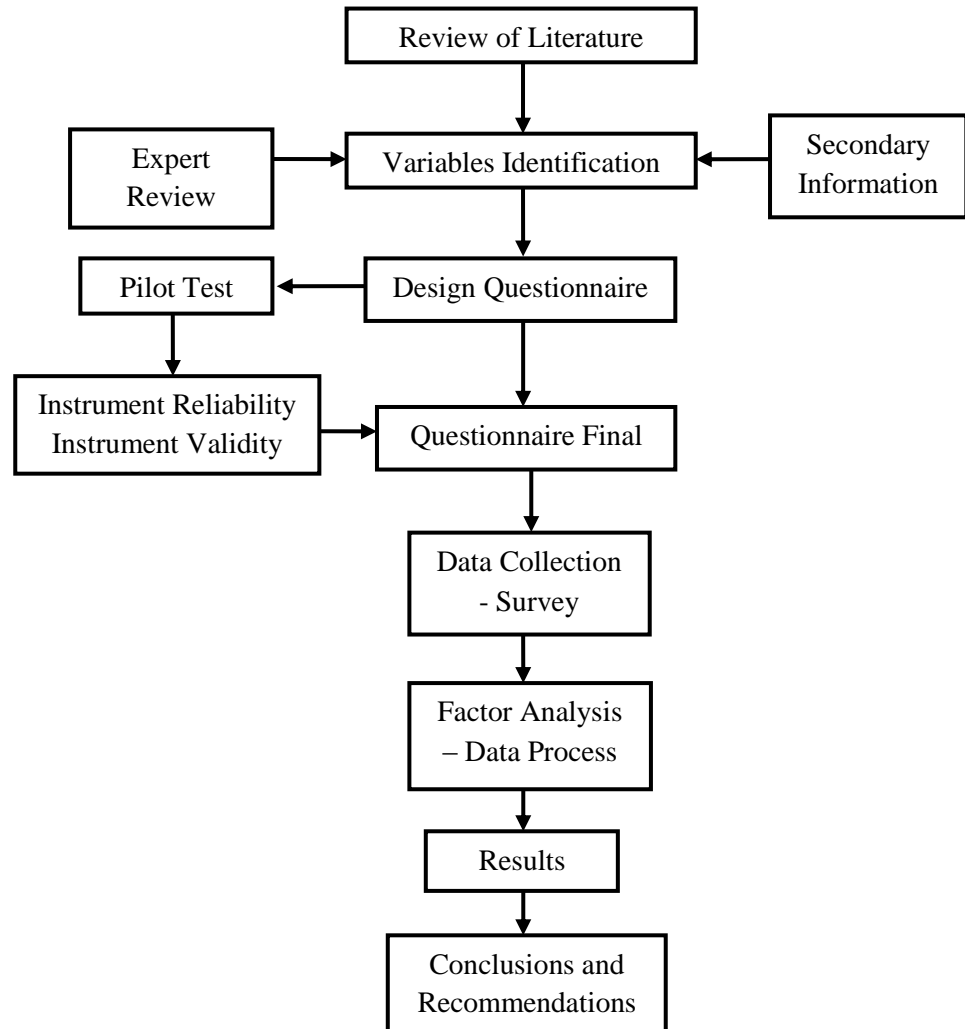 Review of Literature
Expert
Review
Variables Identification
Secondary
Information
Pilot Test
Design Questionnaire
Instrument Reliability
Instrument Validity
Questionnaire Final
Data Collection
- Survey
Factor Analysis
– Data Process
Results
Conclusions and
Recommendations